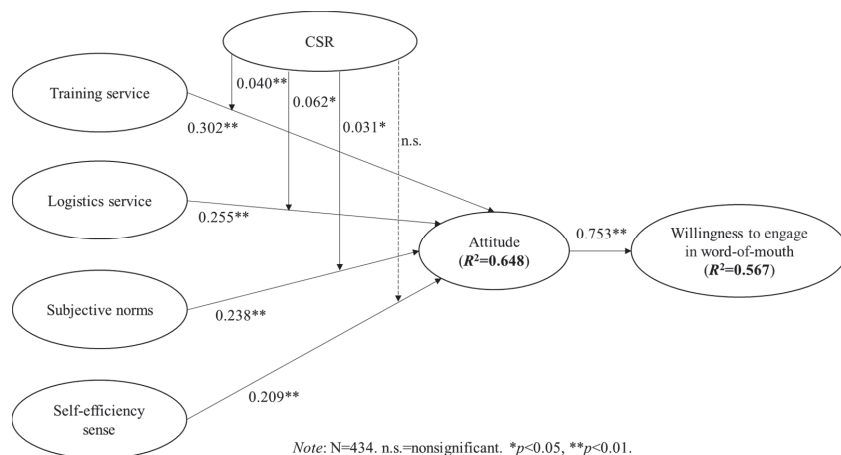 CSR
Training service
0.040**
0.062*
0.031*
n.s.
0.302**
Logistics service
0.255**
Attitude
(R²=0.648)
0.753**
Willingness to engage
in word-of-mouth
(R²=0.567)
Subjective norms
0.238**
Self-efficiency
sense
0.209**
Note: N=434. n.s.=nonsignificant. *p<0.05, **p<0.01.